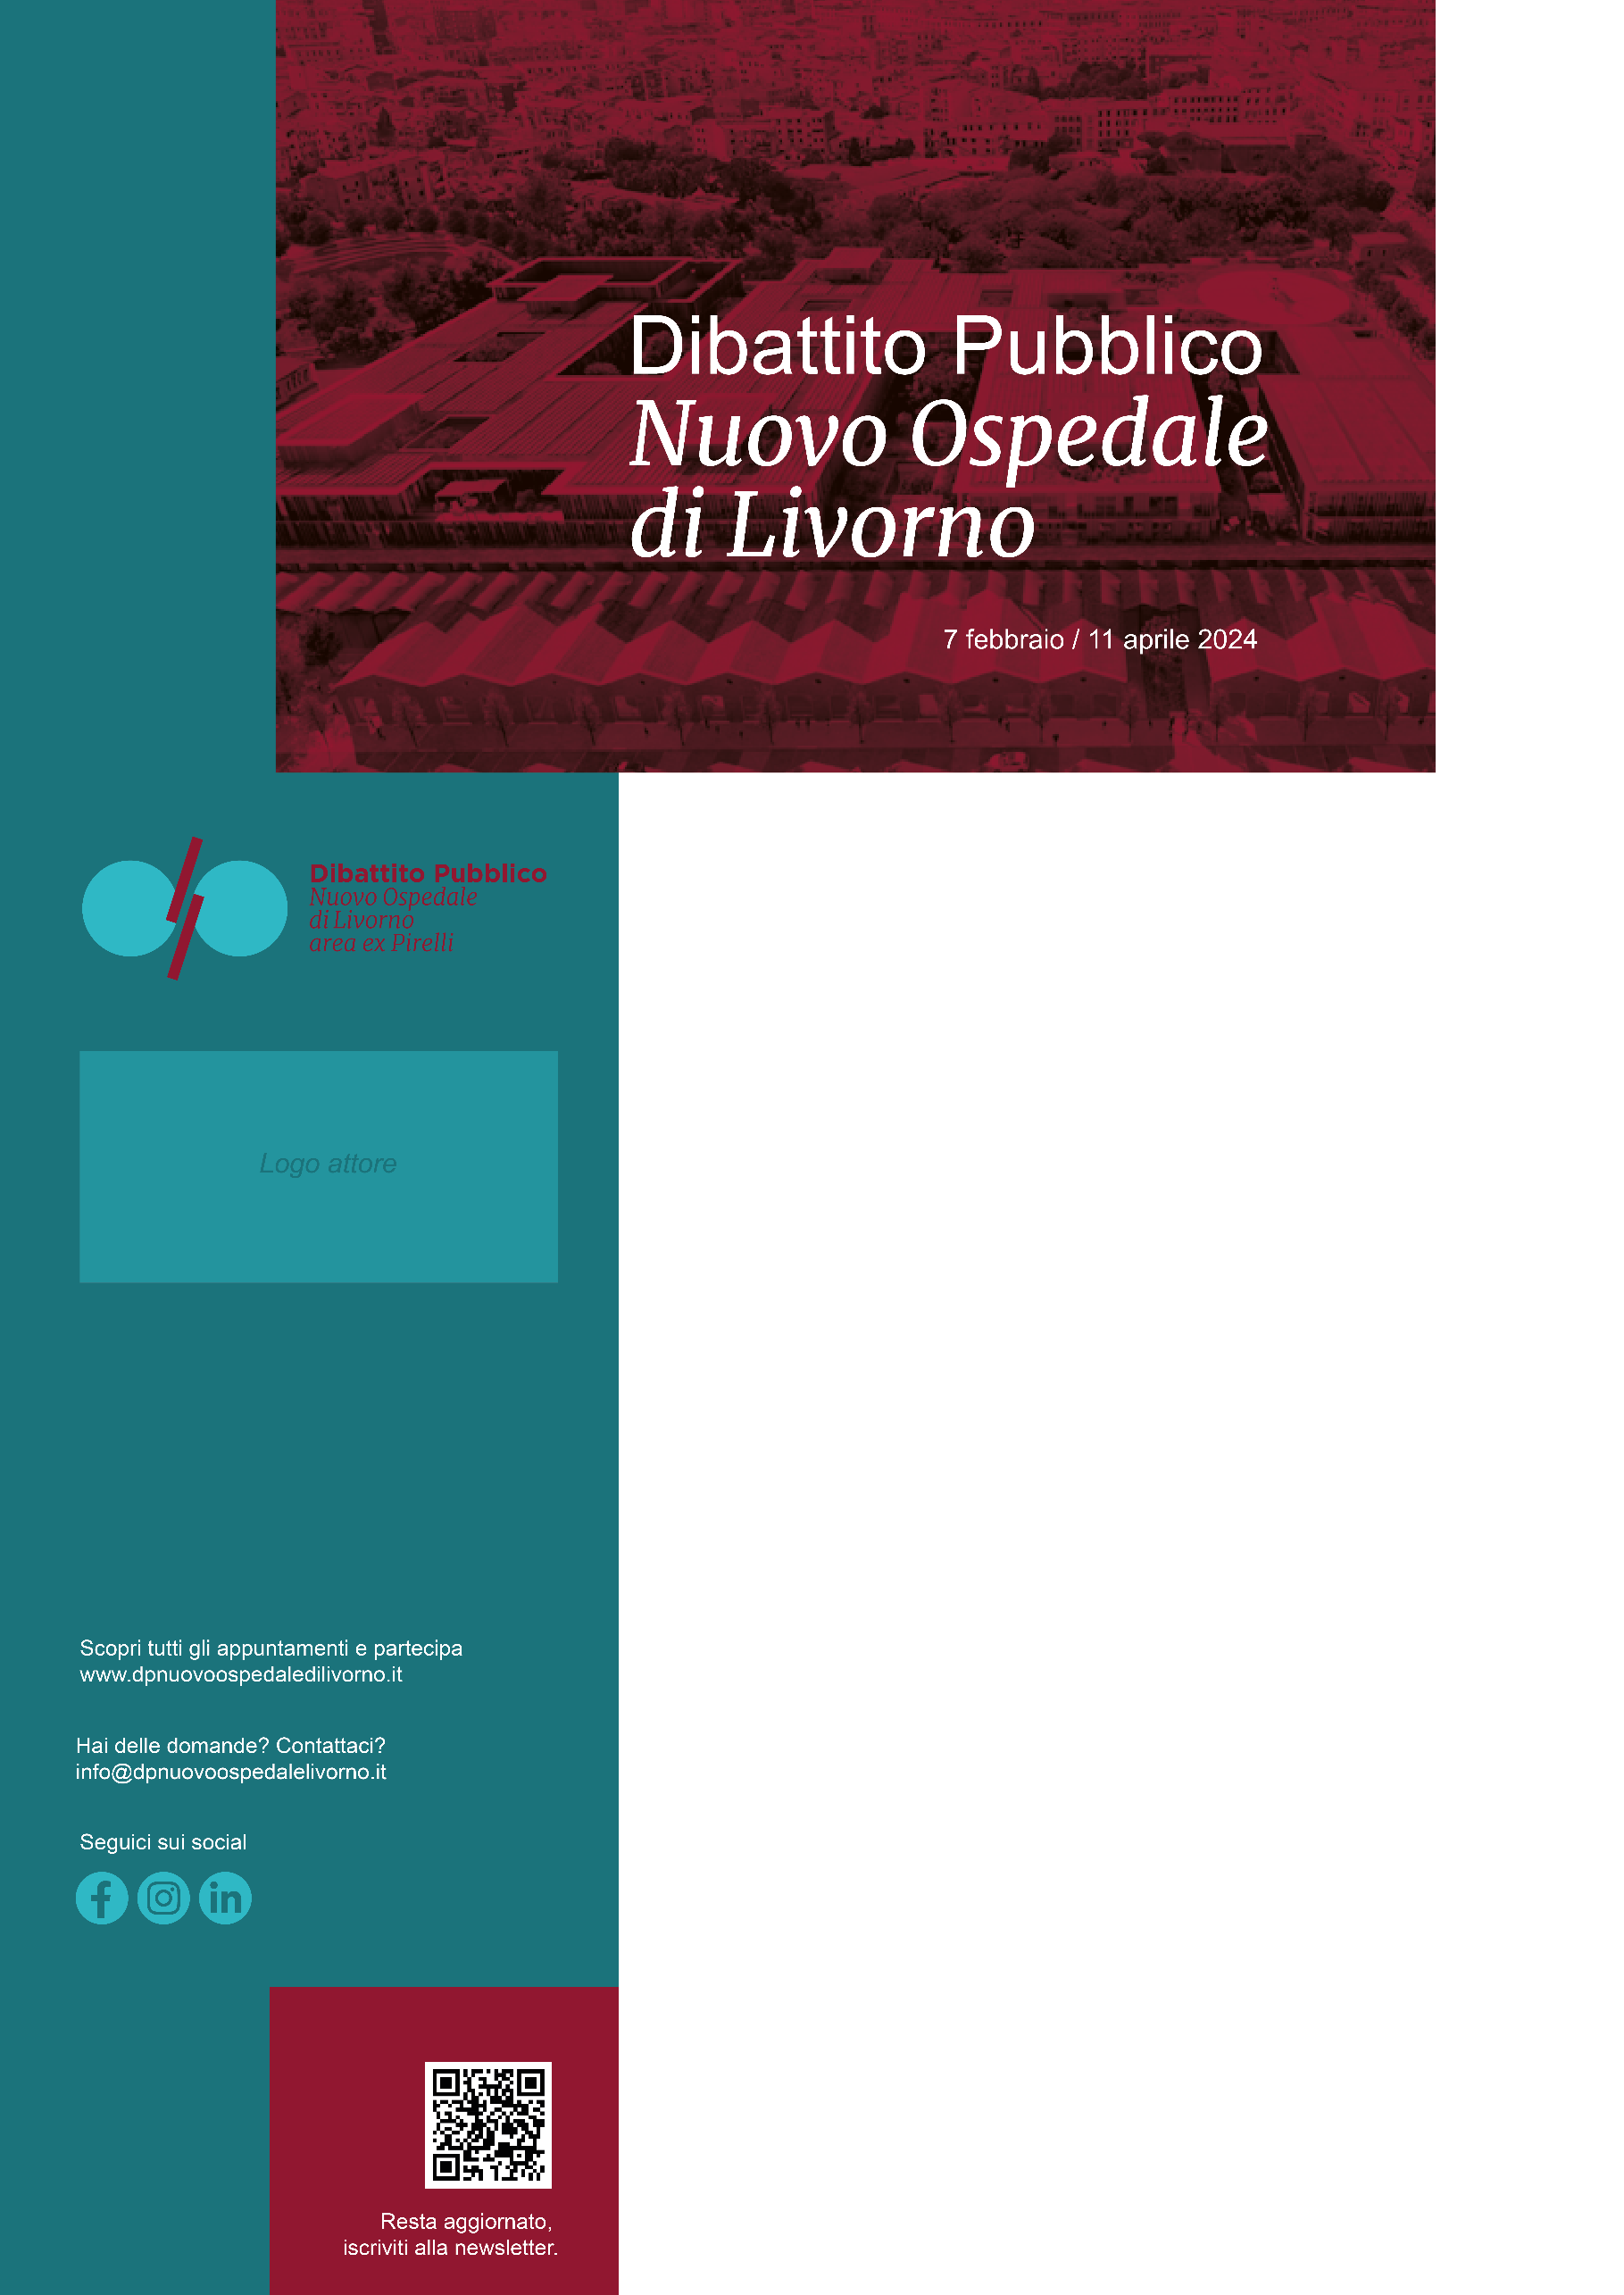 Dibattito Pubblico
Nuovo Ospedale
di Livorno
7 febbraio / 11 aprile 2024
Dibattito Pubblico
Nuovo Ospedale
di Livorno
area ex Pirelli
Logo attore
Scopri tutti gli appuntamenti e partecipa
www.dpnuovoospedaledilivorno.it
Hai delle domande? Contattaci?
info@dpnuovoospedalelivorno.it
Seguici sui social
Resta aggiornato,
iscriviti alla newsletter.